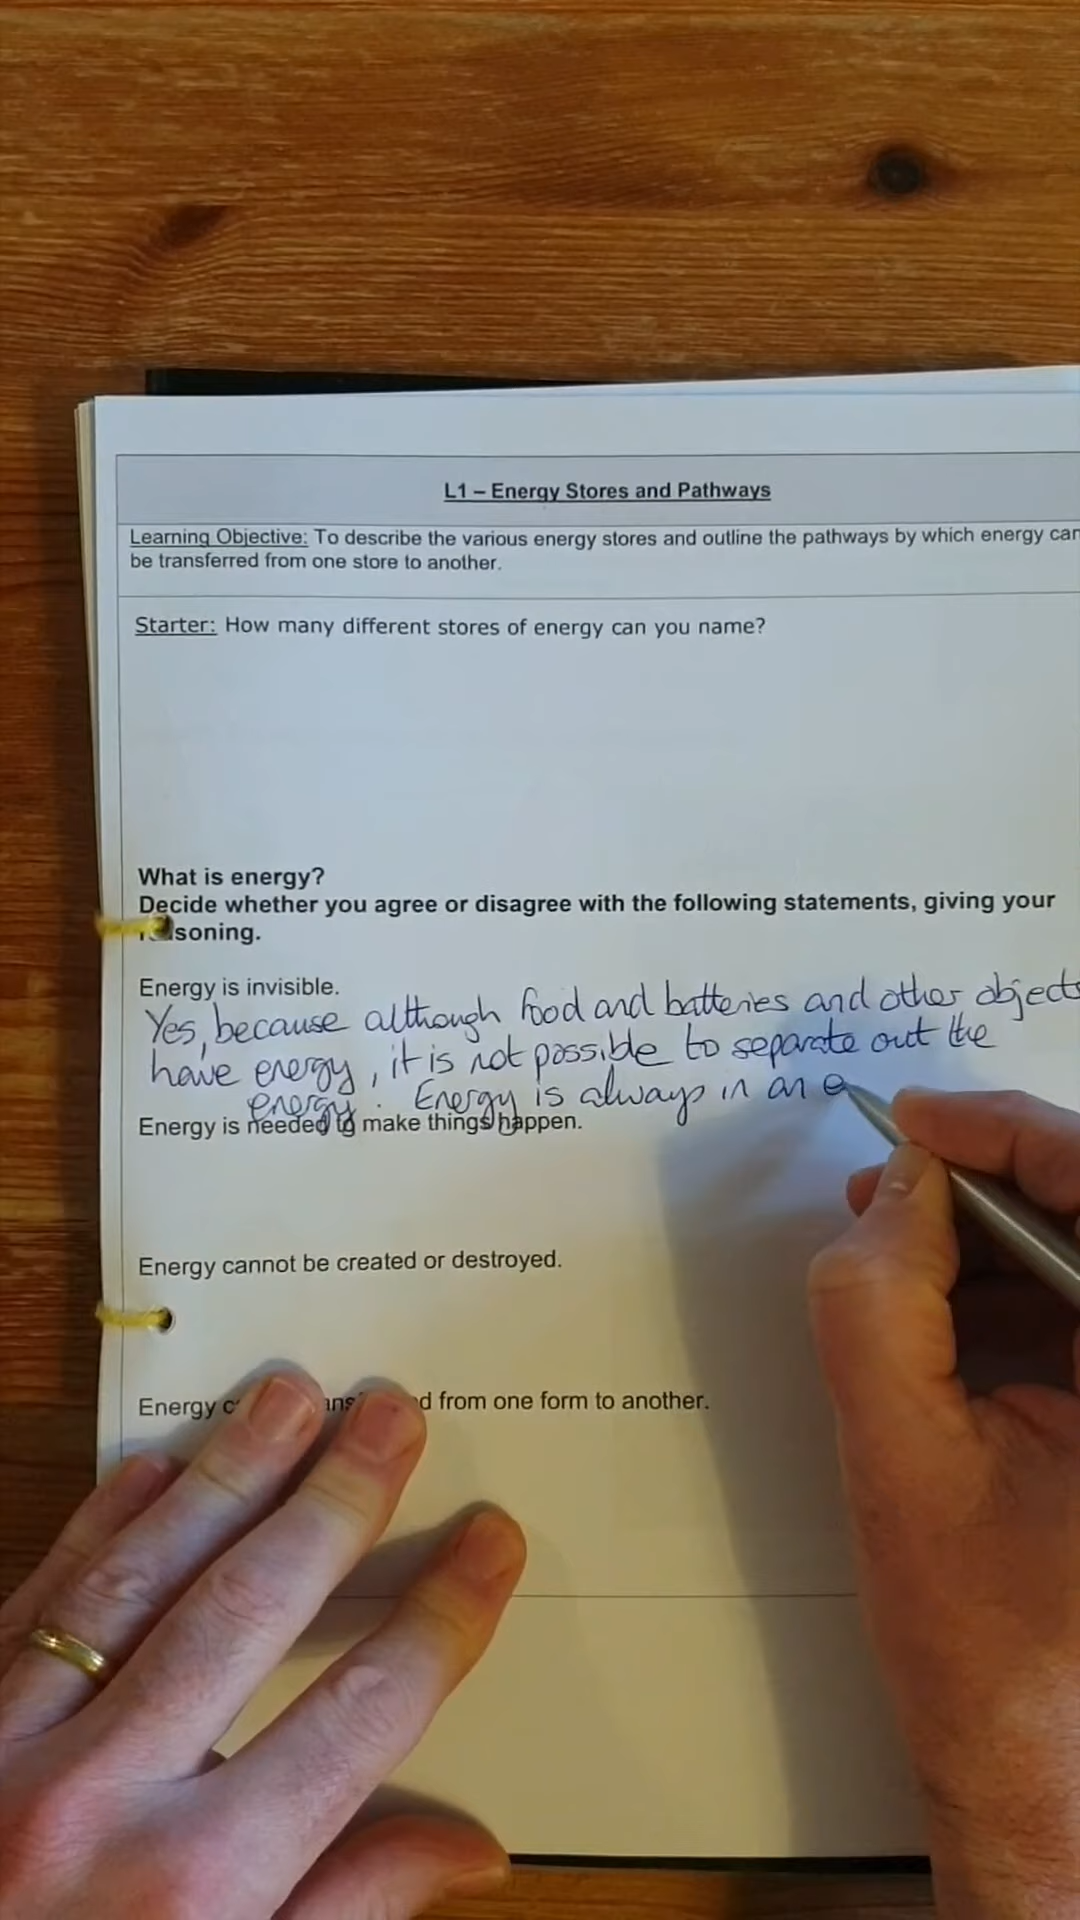 L1 – Energy Stores and Pathways
Learning Objective: To describe the various energy stores and outline the pathways by which energy can
be transferred from one store to another.
Starter: How many different stores of energy can you name?
What is energy?
Decide whether you agree or disagree with the following statements, giving your
reasoning.
Energy is invisible.
Yes, because although food and batteries and other objects
have energy, it is not possible to separate out the
energy. Energy is always in an
Energy is needed to make things happen.
Energy cannot be created or destroyed.
Energy from one form to another.